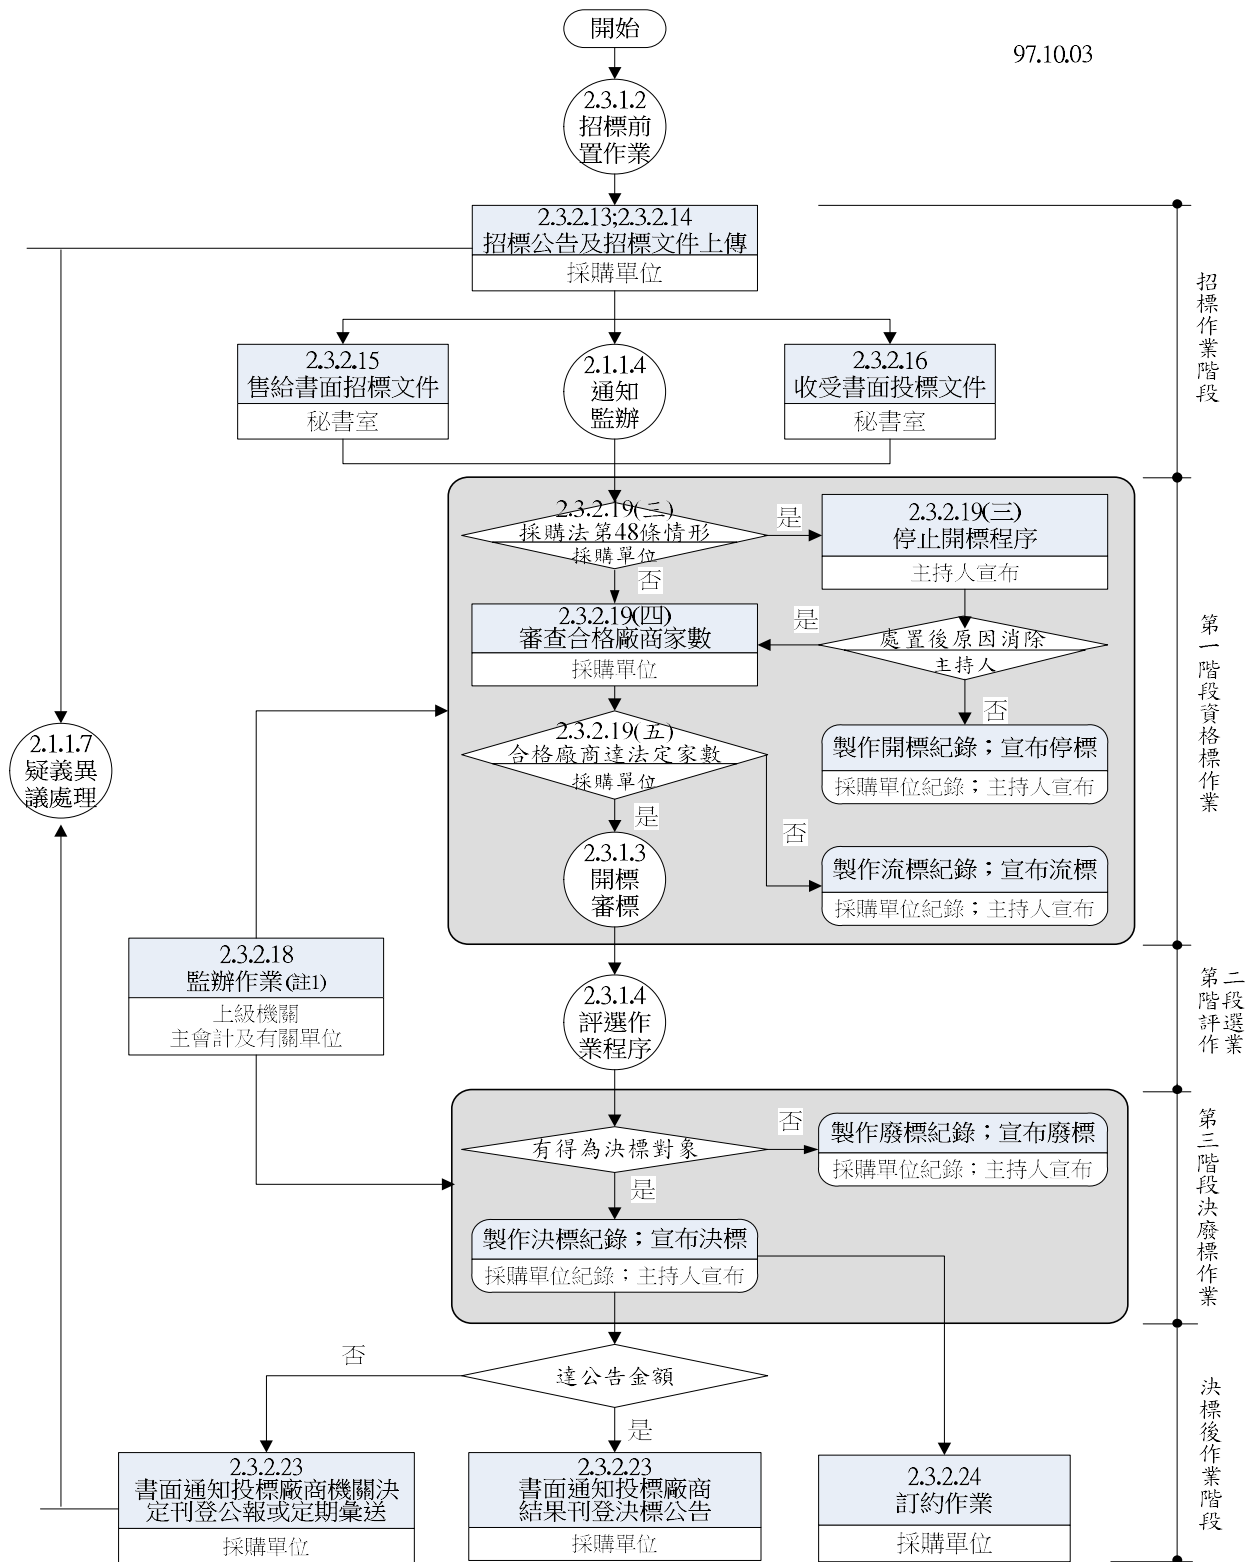 開始
97.10.03
2.3.1.2
招標前
置作業
2.3.2.13;2.3.2.14
招標公告及招標文件上傳
採購單位
招標作業階段
2.3.2.15
售給書面招標文件
秘書室
2.1.1.4
通知
監辦
2.3.2.16
收受書面投標文件
秘書室
2.3.2.19(三)
採購法第48條情形
採購單位
是
否
2.3.2.19(三)
停止開標程序
主持人宣布
2.3.2.19(四)
審查合格廠商家數
採購單位
是
處置後原因消除
主持人
否
第一階段資格標作業
2.3.2.19(五)
合格廠商達法定家數
採購單位
是
否
製作開標紀錄；宣布停標
採購單位紀錄；主持人宣布
2.1.1.7
疑義異
議處理
2.3.1.3
開標
審標
製作流標紀錄；宣布流標
採購單位紀錄；主持人宣布
2.3.2.18
監辦作業(註1)
上級機關
主會計及有關單位
2.3.1.4
評選作
業程序
第二
階段
評選
作業
有得為決標對象
否
是
製作廢標紀錄；宣布廢標
採購單位紀錄；主持人宣布
第三階段決廢標作業
製作決標紀錄；宣布決標
採購單位紀錄；主持人宣布
達公告金額
否
是
決標後作業階段
2.3.2.23
書面通知投標廠商機關決
定刊登公報或定期彙送
採購單位
2.3.2.23
書面通知投標廠商
結果刊登決標公告
採購單位
2.3.2.24
訂約作業
採購單位